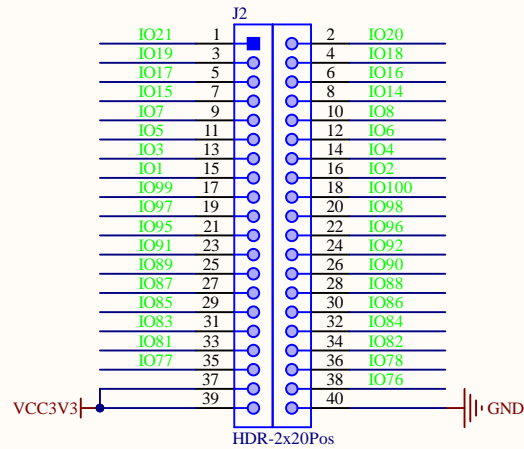 J2
IO21 1 2 IO20
IO19 3 4 IO18
IO17 5 6 IO16
IO15 7 8 IO14
IO7 9 10 IO8
IO5 11 12 IO6
IO3 13 14 IO4
IO1 15 16 IO2
IO99 17 18 IO100
IO97 19 20 IO98
IO95 21 22 IO96
IO91 23 24 IO92
IO89 25 26 IO90
IO87 27 28 IO88
IO85 29 30 IO86
IO83 31 32 IO84
IO81 33 34 IO82
IO77 35 36 IO78
37 38 IO76
VCC3V3 39 40 GND
HDR-2x20Pos